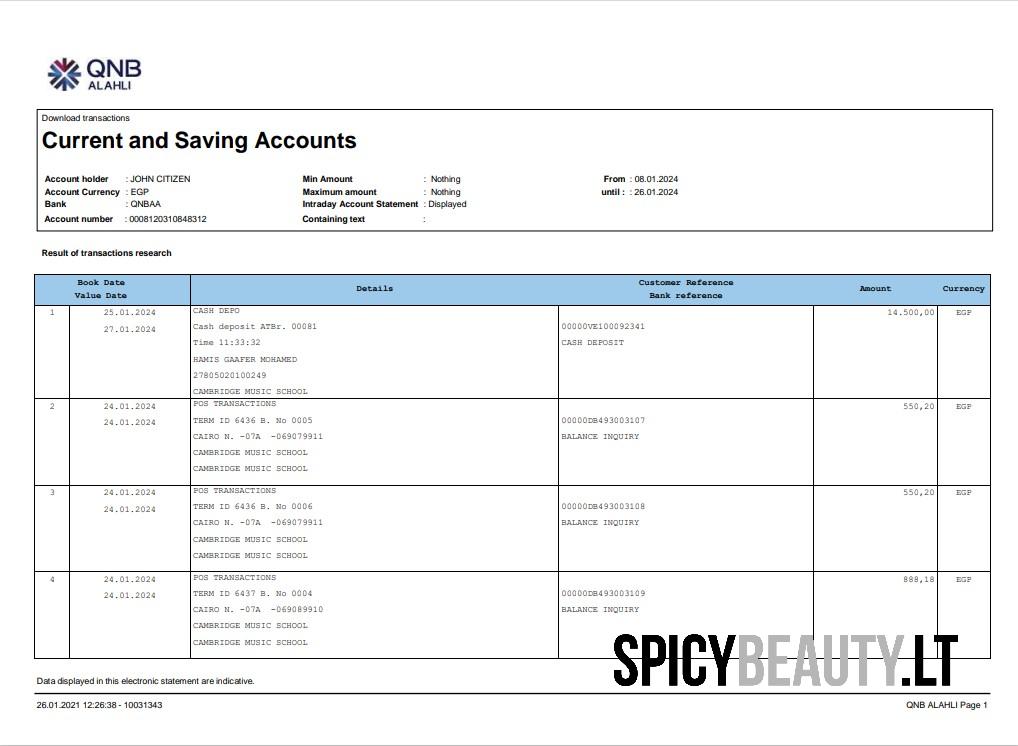 QNB
ALAHLI
Download transactions
Current and Saving Accounts
Account holder : JOHN CITIZEN Min Amount : Nothing From : 08.01.2024
Account Currency : EGP Maximum amount : Nothing until : : 26.01.2024
Bank : QNBAA Intraday Account Statement : Displayed
Account number : 0008120310848312 Containing text :
Result of transactions research
Book Date Customer Reference
Details Amount Currency
Value Date Bank reference
1 25.01.2024 CASH DEPO 14.500,00 EGP
27.01.2024 Cash deposit ATBr. 00081 00000VE100092341
Time 11:33:32 CASH DEPOSIT
HAMIS GAAFER MOHAMED
27805020100249
CAMBRIDGE MUSIC SCHOOL
2 24.01.2024 POS TRANSACTIONS 550,20 EGP
24.01.2024 TERM ID 6436 B. No 0005 00000DB493003107
CAIRO N. -07A -069079911 BALANCE INQUIRY
CAMBRIDGE MUSIC SCHOOL
CAMBRIDGE MUSIC SCHOOL
3 24.01.2024 POS TRANSACTIONS 550,20 EGP
24.01.2024 TERM ID 6436 B. No 0006 00000DB493003108
CAIRO N. -07A -069079911 BALANCE INQUIRY
CAMBRIDGE MUSIC SCHOOL
CAMBRIDGE MUSIC SCHOOL
4 24.01.2024 POS TRANSACTIONS 888,18 EGP
24.01.2024 TERM ID 6437 B. No 0004 00000DB493003109
CAIRO N. -07A -069089910 BALANCE INQUIRY
CAMBRIDGE MUSIC SCHOOL
CAMBRIDGE MUSIC SCHOOL
SPICYBEAUTY.LT
Data displayed in this electronic statement are indicative.
26.01.2021 12:26:38 - 10031343 QNB ALAHLI Page 1